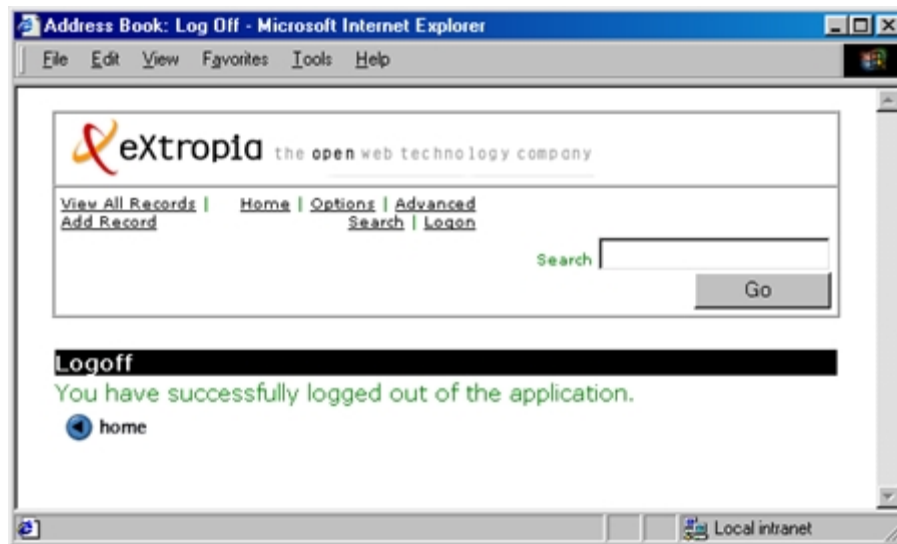 Address Book: Log Off - Microsoft Internet Explorer
File Edit View Favorites Tools Help
eXtropia the open web technology company
View All Records | Home | Options | Advanced
Add Record Search | Logon
Search
Go
Logoff
You have successfully logged out of the application.
home
Local intranet